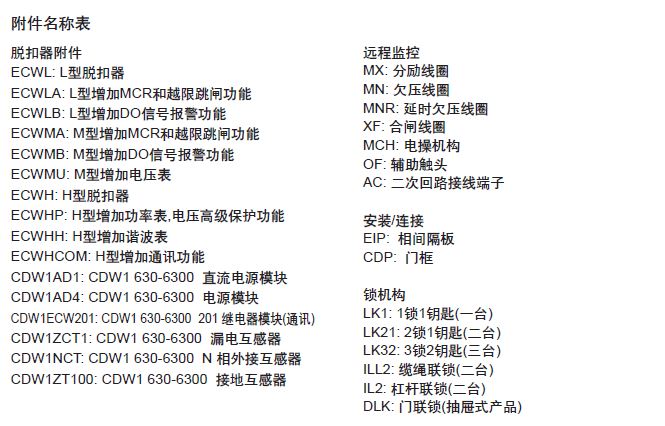 附件名称表
脱扣器附件
ECWL: L型脱扣器
ECWLA: L型增加MCR和越限跳闸功能
ECWLB: L型增加DO信号报警功能
ECWMA: M型增加MCR和越限跳闸功能
ECWMB: M型增加DO信号报警功能
ECWMU: M型增加电压表
ECWH: H型脱扣器
ECWHP: H型增加功率表,电压高级保护功能
ECWHH: H型增加谐波表
ECWHCOM: H型增加通讯功能
CDW1AD1: CDW1 630-6300 直流电源模块
CDW1AD4: CDW1 630-6300 电源模块
CDW1ECW201: CDW1 630-6300 201 继电器模块(通讯)
CDW1ZCT1: CDW1 630-6300 漏电互感器
CDW1NCT: CDW1 630-6300 N 相外接互感器
CDW1ZT100: CDW1 630-6300 接地互感器
远程监控
MX: 分励线圈
MN: 欠压线圈
MNR: 延时欠压线圈
XF: 合闸线圈
MCH: 电操机构
OF: 辅助触头
AC: 二次回路接线端子
安装/连接
EIP: 相间隔板
CDP: 门框
锁机构
LK1: 1锁1钥匙(一台)
LK21: 2锁1钥匙(二台)
LK32: 3锁2钥匙(三台)
ILL2: 缆绳联锁(二台)
IL2: 杠杆联锁(二台)
DLK: 门联锁(抽屉式产品)